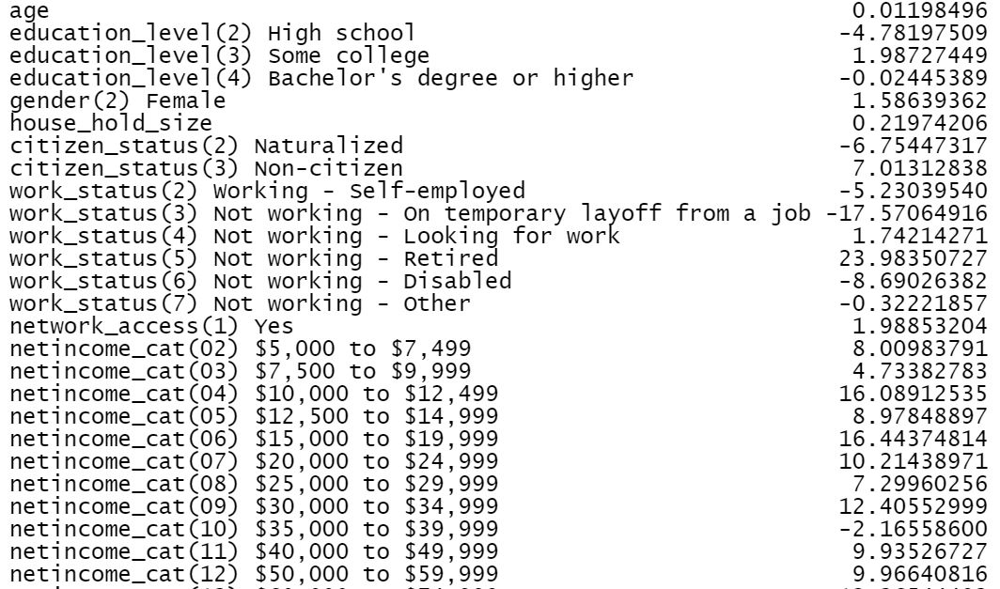 age 0.01198496
education_level(2) High school -4.78197509
education_level(3) Some college 1.98727449
education_level(4) Bachelor's degree or higher -0.02445389
gender(2) Female 1.58639362
house_hold_size 0.21974206
citizen_status(2) Naturalized -6.75447317
citizen_status(3) Non-citizen 7.01312838
work_status(2) Working - Self-employed -5.23039540
work_status(3) Not working - On temporary layoff from a job -17.57064916
work_status(4) Not working - Looking for work 1.74214271
work_status(5) Not working - Retired 23.98350727
work_status(6) Not working - Disabled -8.69026382
work_status(7) Not working - Other -0.32221857
network_access(1) Yes 1.98853204
netincome_cat(02) $5,000 to $7,499 8.00983791
netincome_cat(03) $7,500 to $9,999 4.73382783
netincome_cat(04) $10,000 to $12,499 16.08912535
netincome_cat(05) $12,500 to $14,999 8.97848897
netincome_cat(06) $15,000 to $19,999 16.44374814
netincome_cat(07) $20,000 to $24,999 10.21438971
netincome_cat(08) $25,000 to $29,999 7.29960256
netincome_cat(09) $30,000 to $34,999 12.40552999
netincome_cat(10) $35,000 to $39,999 -2.16558600
netincome_cat(11) $40,000 to $49,999 9.93526727
netincome_cat(12) $50,000 to $59,999 9.96640816